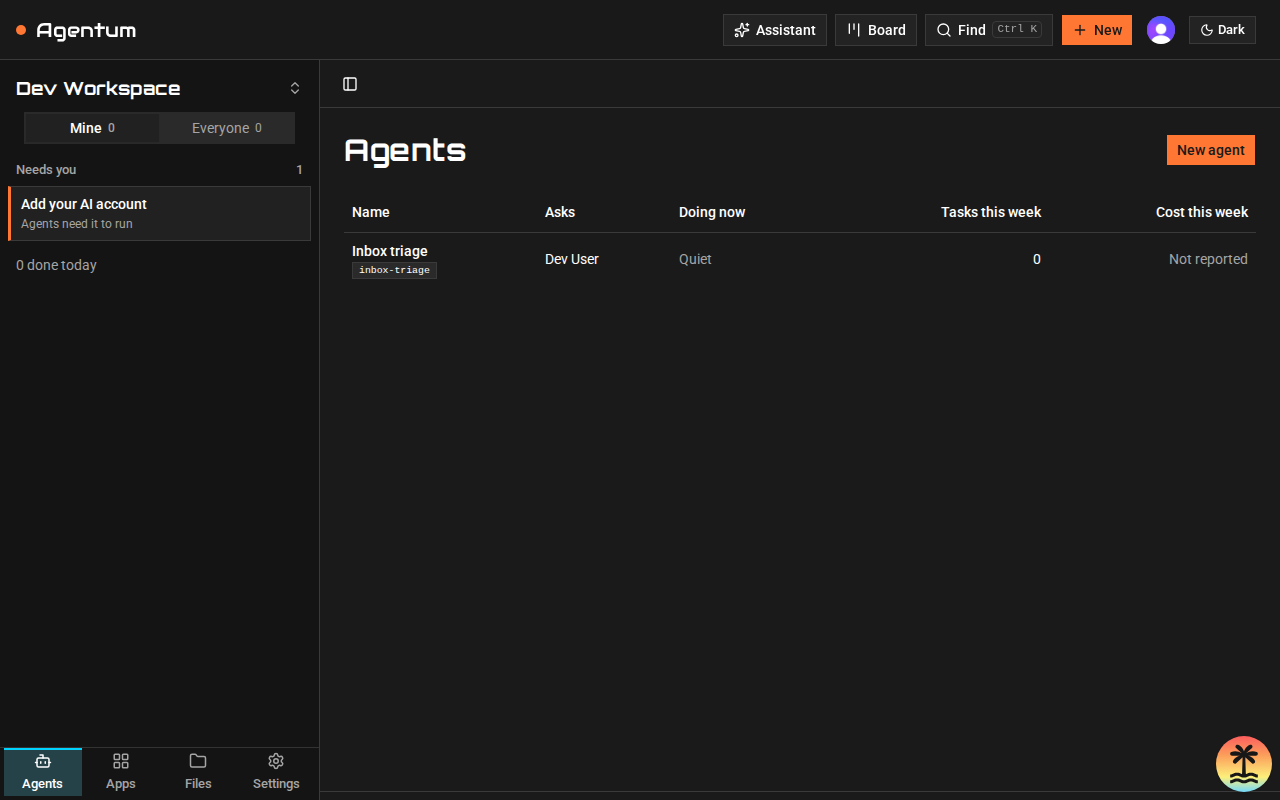 Agentum
Assistant
Board
Find Ctrl K
New
Dark
Dev Workspace
Mine 0
Everyone 0
Needs you 1
Add your AI account
Agents need it to run
0 done today
Agents
Apps
Files
Settings
Agents
New agent
Name Asks Doing now Tasks this week Cost this week
Inbox triage
inbox-triage
Dev User Quiet 0 Not reported